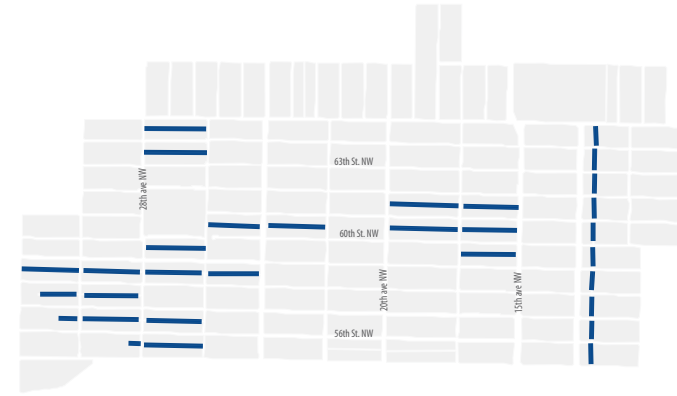 63th St. NW
28th ave NW
60th St. NW
20th ave NW
15th ave NW
56th St. NW